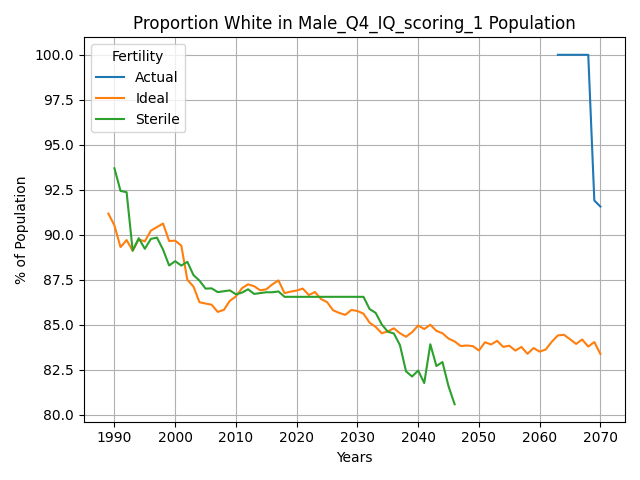 Proportion White in Male_Q4_IQ_scoring_1 Population
Fertility
Actual
Ideal
Sterile
% of Population
100.0
97.5
95.0
92.5
90.0
87.5
85.0
82.5
80.0
1990 2000 2010 2020 2030 2040 2050 2060 2070
Years